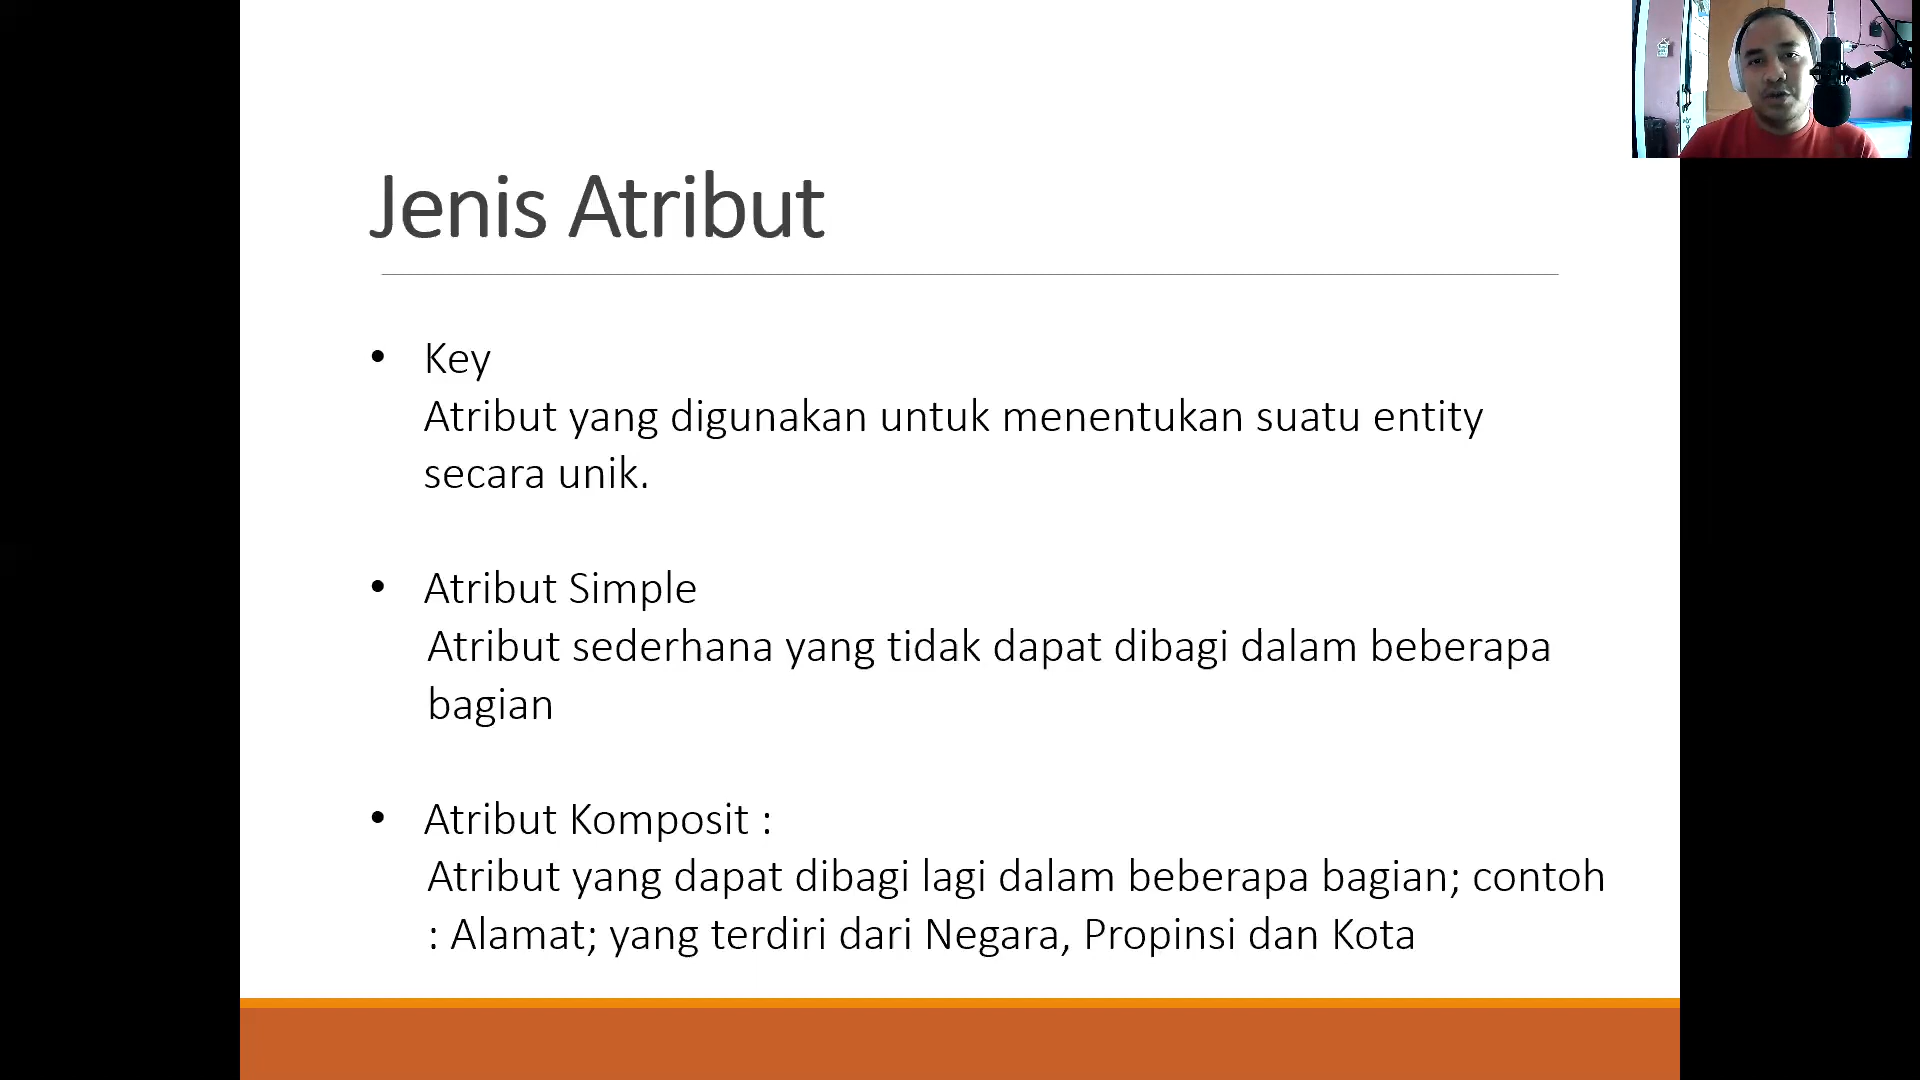 Jenis Atribut
• Key
Atribut yang digunakan untuk menentukan suatu entity
secara unik.
• Atribut Simple
Atribut sederhana yang tidak dapat dibagi dalam beberapa
bagian
• Atribut Komposit :
Atribut yang dapat dibagi lagi dalam beberapa bagian; contoh
: Alamat; yang terdiri dari Negara, Propinsi dan Kota